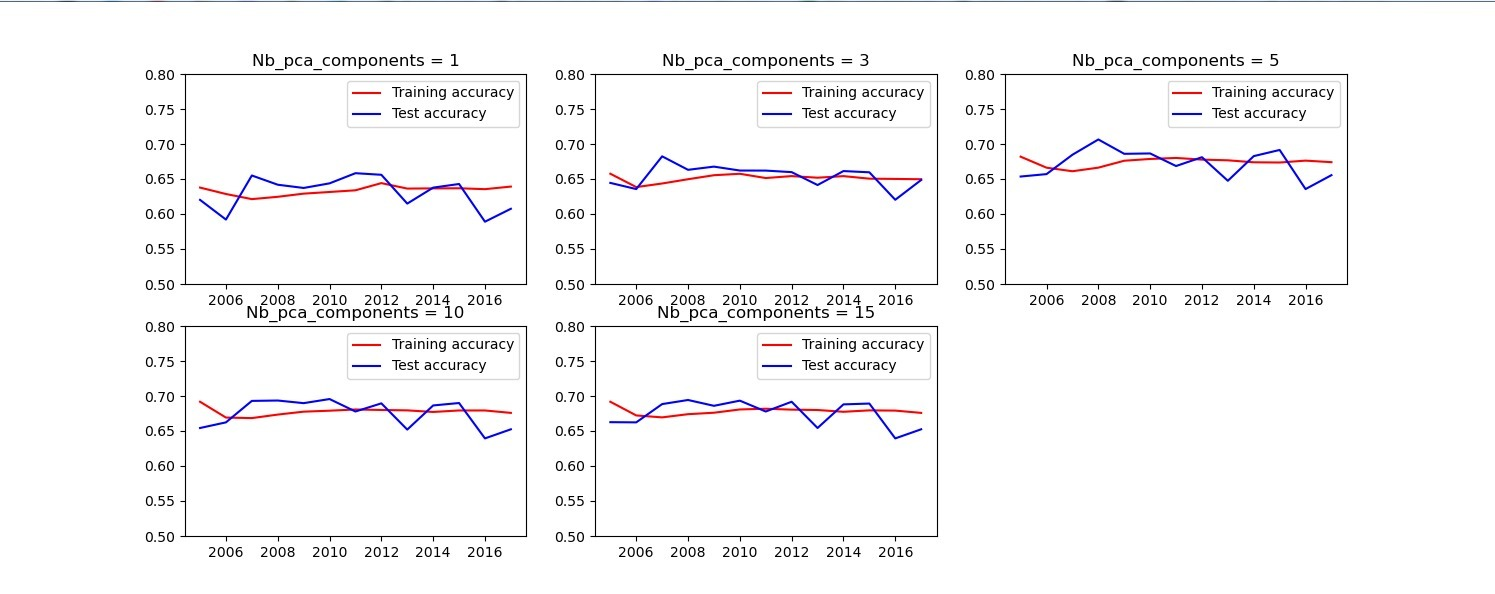 Nb_pca_components = 1
0.80
0.75
0.70
0.65
0.60
0.55
0.50
Training accuracy
Test accuracy
2006 2008 2010 2012 2014 2016
Nb_pca_components = 3
0.80
0.75
0.70
0.65
0.60
0.55
0.50
Training accuracy
Test accuracy
2006 2008 2010 2012 2014 2016
Nb_pca_components = 5
0.80
0.75
0.70
0.65
0.60
0.55
0.50
Training accuracy
Test accuracy
2006 2008 2010 2012 2014 2016
Nb_pca_components = 10
0.80
0.75
0.70
0.65
0.60
0.55
0.50
Training accuracy
Test accuracy
2006 2008 2010 2012 2014 2016
Nb_pca_components = 15
0.80
0.75
0.70
0.65
0.60
0.55
0.50
Training accuracy
Test accuracy
2006 2008 2010 2012 2014 2016